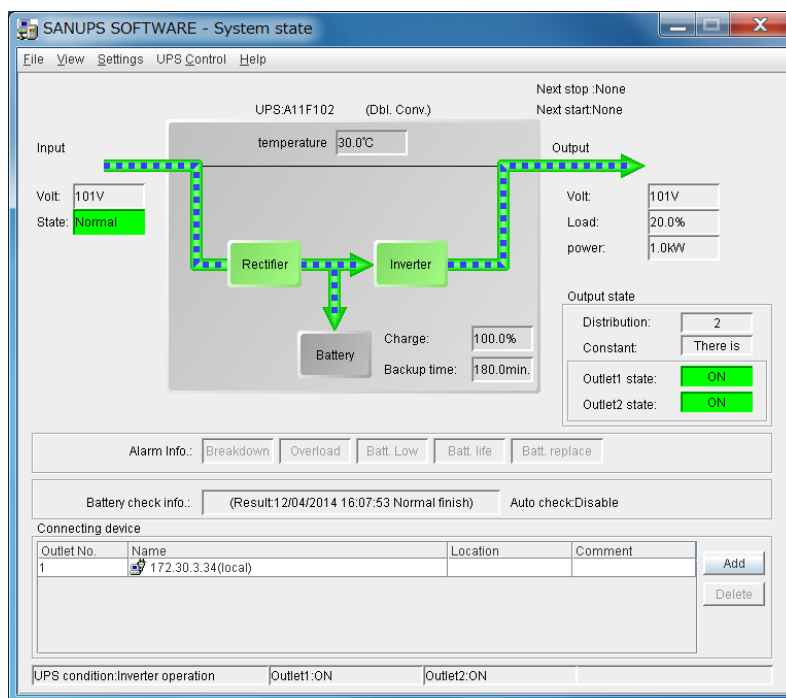 SANUPS SOFTWARE - System state
File View Settings UPS Control Help
Next stop :None
UPS:A11F102 (Dbl. Conv.) Next start:None
temperature 30.0℃
Input Output
Volt: 101V Volt: 101V
State: Normal Load: 20.0%
power: 1.0kW
Rectifier Inverter
Output state
Distribution: 2
Charge: 100.0% Constant: There is
Battery
Backup time: 180.0min.
Outlet1 state: ON
Outlet2 state: ON
Alarm Info.: Breakdown Overload Batt. Low Batt. life Batt. replace
Battery check info.: (Result:12/04/2014 16:07:53 Normal finish) Auto check:Disable
Connecting device
Outlet No. Name Location Comment
1 172.30.3.34(local)
Add
Delete
UPS condition:Inverter operation Outlet1:ON Outlet2:ON